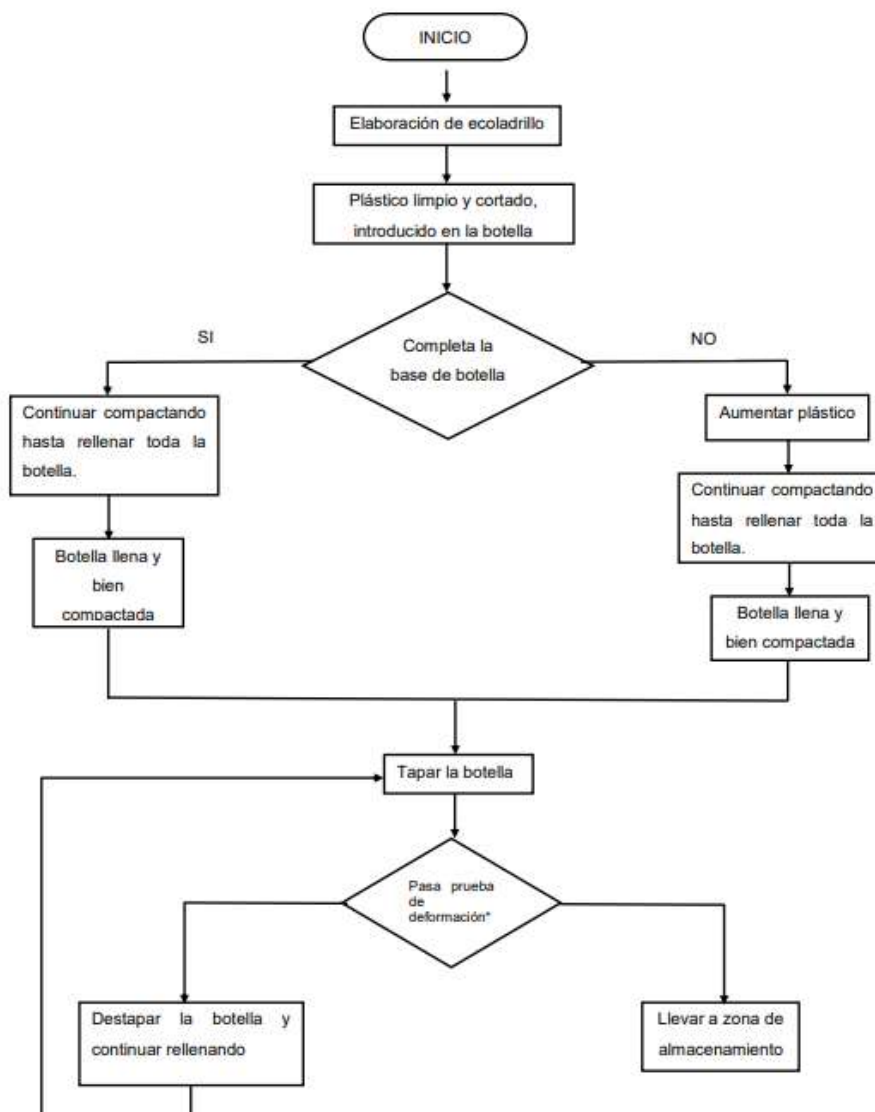 INICIO
Elaboración de ecoladrillo
Plástico limpio y cortado,
introducido en la botella
SI
NO
Completa la
base de botella
Continuar compactando
hasta rellenar toda la
botella.
Aumentar plástico
Continuar compactando
hasta rellenar toda la
botella.
Botella llena y
bien
compactada
Botella llena y
bien compactada
Tapar la botella
Pasa prueba
de
deformación*
Destapar la botella y
continuar rellenando
Llevar a zona de
almacenamiento